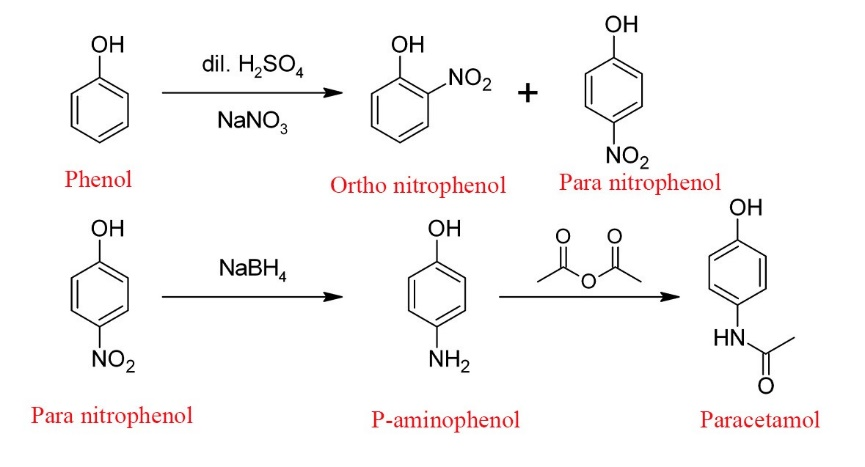 OH
dil. H2SO4
NaNO3
Phenol
OH
NO2
Ortho nitrophenol
+
OH
NO2
Para nitrophenol
OH
NO2
Para nitrophenol
NaBH4
OH
NH2
P-aminophenol
O O
O
OH
HN
O
Paracetamol